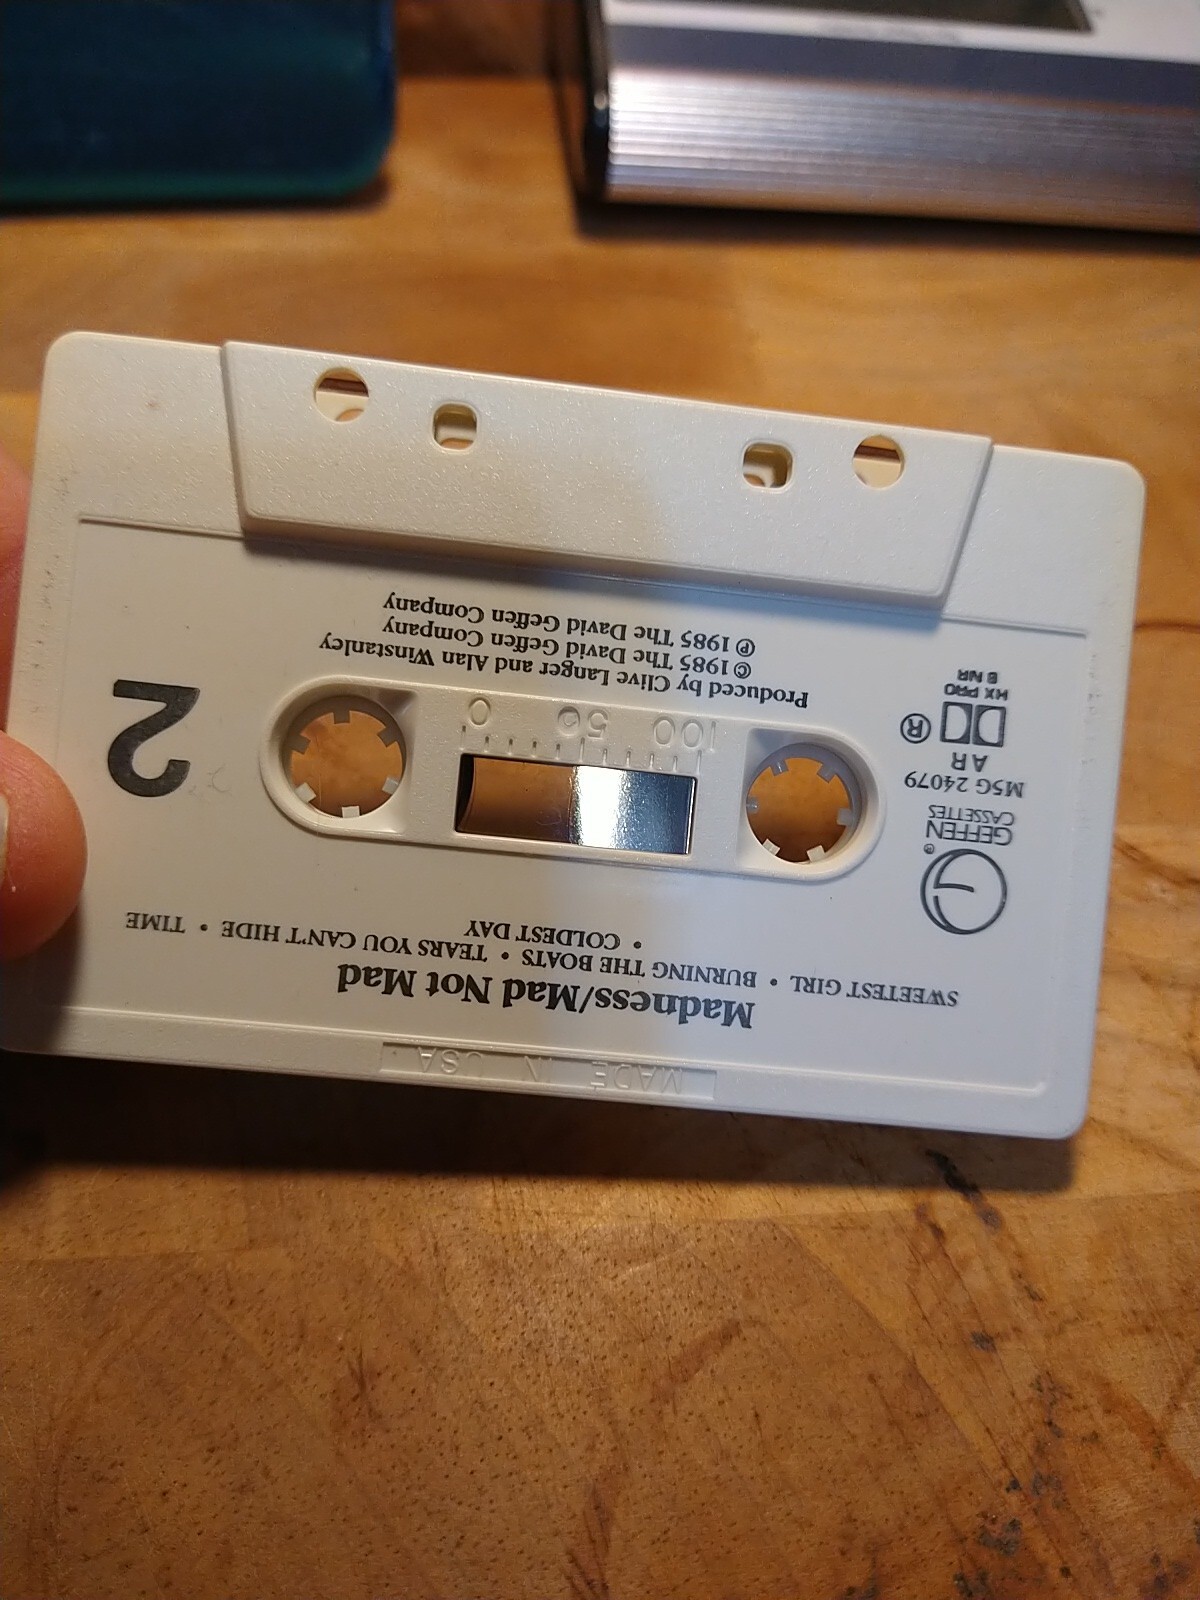 MADE IN USA
Madness/Mad Not Mad
SWEETEST GIRL • BURNING THE BOATS • TEARS YOU CAN'T HIDE • TIME
• COLDEST DAY
GEFFEN
CASSETTES
M5G 24079
AR
®
HX PRO
B NR
100 50 0
2
Produced by Clive Langer and Alan Winstanley
© 1985 The David Geffen Company
℗ 1985 The David Geffen Company